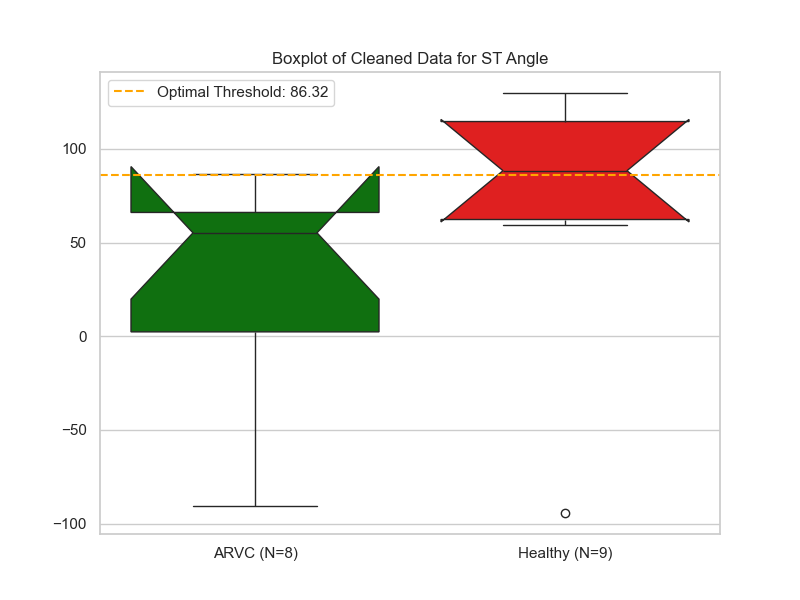 Boxplot of Cleaned Data for ST Angle
Optimal Threshold: 86.32
100
50
0
−50
−100
ARVC (N=8)
Healthy (N=9)